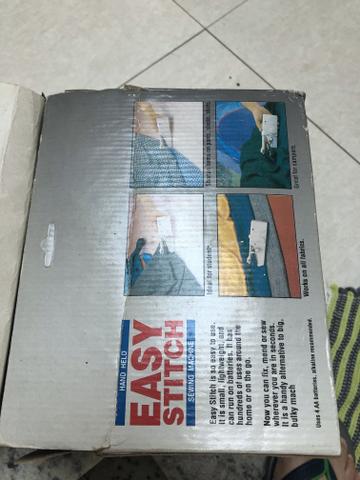 HAND HELD
EASY
STITCH
SEWING MACHINE
Easy Stitch is so easy to use.
It is small, lightweight, and
can run on batteries. It has
hundreds of uses around the
home or on the go.
Now you can fix, mend or sew
wherever you are in seconds.
It is a handy alternative to big,
bulky mach
Uses 4 AA batteries, alkaline recommended.
Great for campers.
Ideal for students.
Works on all fabrics.